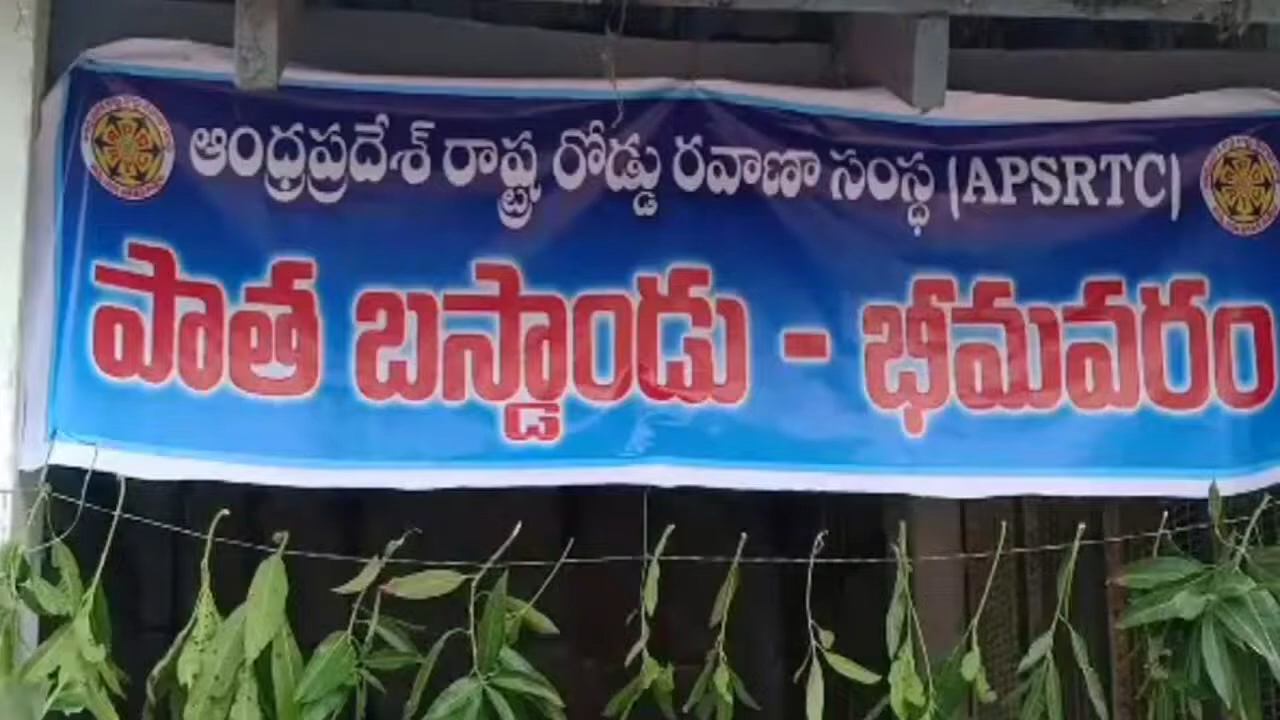 ఆంధ్రప్రదేశ్ రాష్ట్ర రోడ్డు రవాణా సంస్థ (APSRTC)
పాత బస్టాండు - భీమవరం